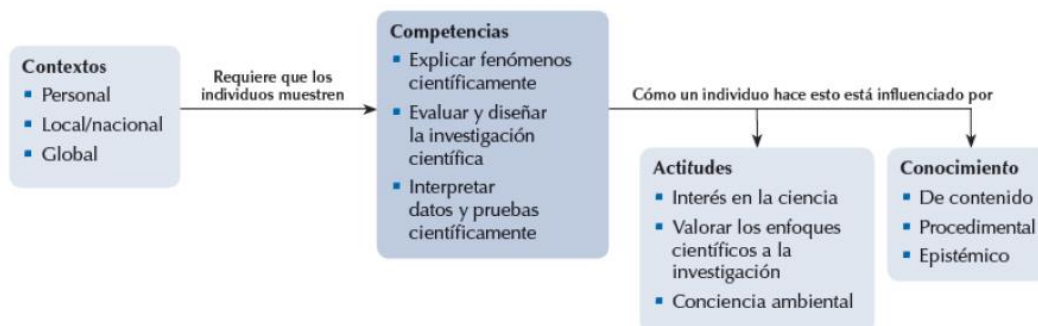 Contextos
Personal
Local/nacional
Global
Requiere que los
individuos muestren
Competencias
Explicar fenómenos
científicamente
Evaluar y diseñar
la investigación
científica
Interpretar
datos y pruebas
científicamente
Cómo un individuo hace esto está influenciado por
Actitudes
Interés en la ciencia
Valorar los enfoques
científicos a la
investigación
Conciencia ambiental
Conocimiento
De contenido
Procedimental
Epistémico